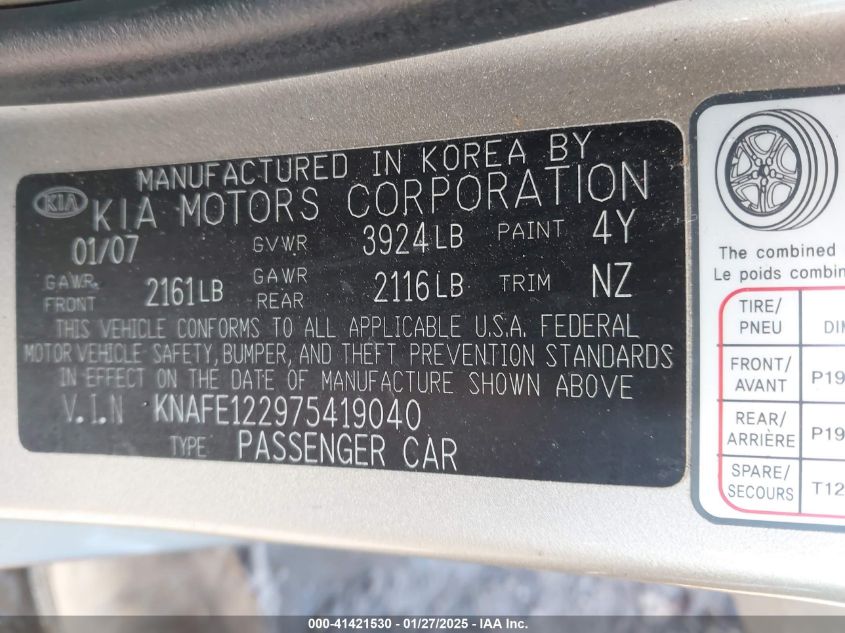 MANUFACTURED IN KOREA BY
KIA KIA MOTORS CORPORATION
01/07 GVWR 3924LB PAINT 4Y
GAWR FRONT 2161LB GAWR REAR 2116LB TRIM NZ
THIS VEHICLE CONFORMS TO ALL APPLICABLE U.S.A. FEDERAL
MOTOR VEHICLE SAFETY, BUMPER, AND THEFT PREVENTION STANDARDS
IN EFFECT ON THE DATE OF MANUFACTURE SHOWN ABOVE
V.I.N KNAFE122975419040
TYPE PASSENGER CAR
The combined
Le poids combin
TIRE/
PNEU DI
FRONT/
AVANT P19
REAR/
ARRIÈRE P19
SPARE/
SECOURS T12
000-41421530 - 01/27/2025 - IAA Inc.